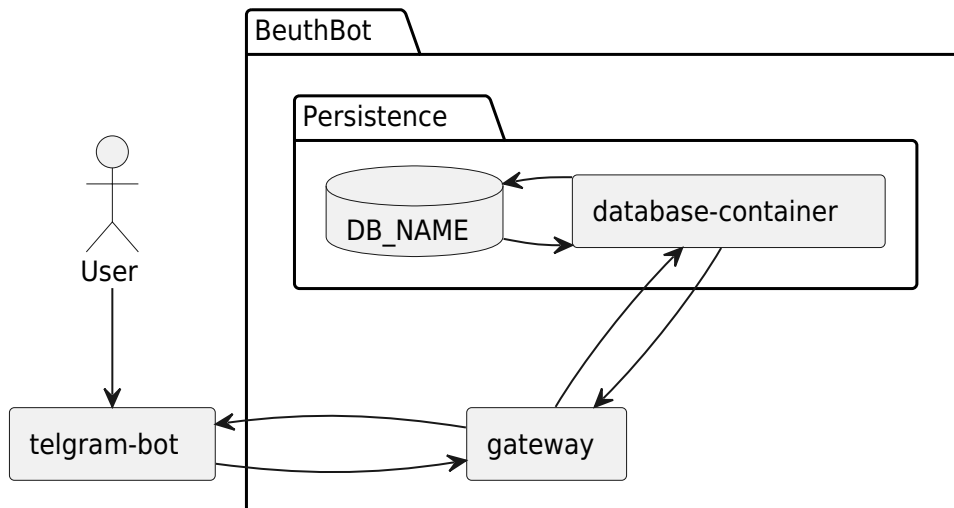 BeuthBot
Persistence
DB_NAME
database-container
User
telgram-bot
gateway